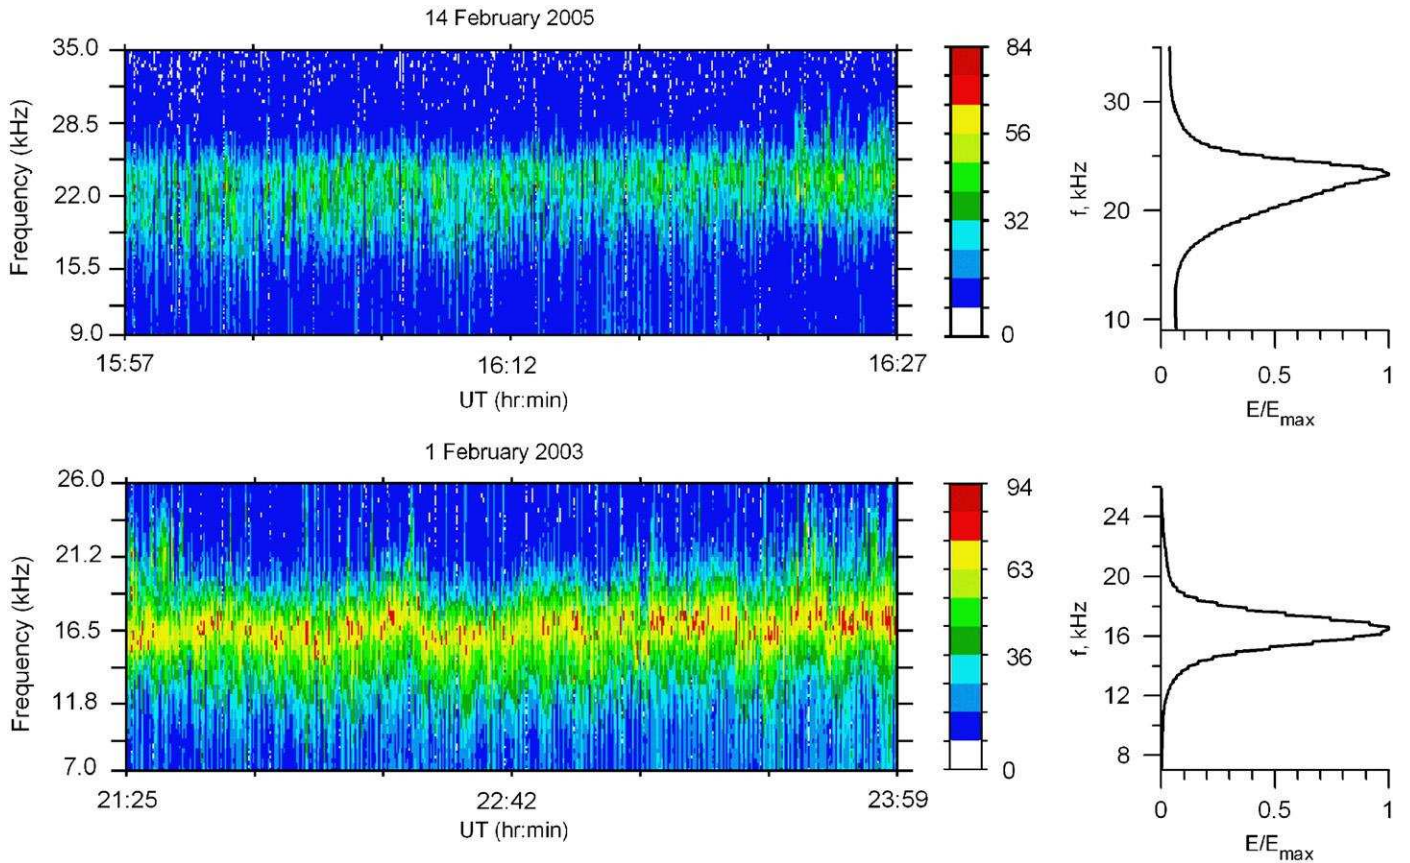 14 February 2005
35.0
28.5
22.0
15.5
9.0
Frequency (kHz)
15:57 16:12 16:27
UT (hr:min)
84
56
32
0
30
20
10
f, kHz
0 0.5 1
E/Emax
1 February 2003
26.0
21.2
16.5
11.8
7.0
Frequency (kHz)
21:25 22:42 23:59
UT (hr:min)
94
63
36
0
24
20
16
12
8
f, kHz
0 0.5 1
E/Emax